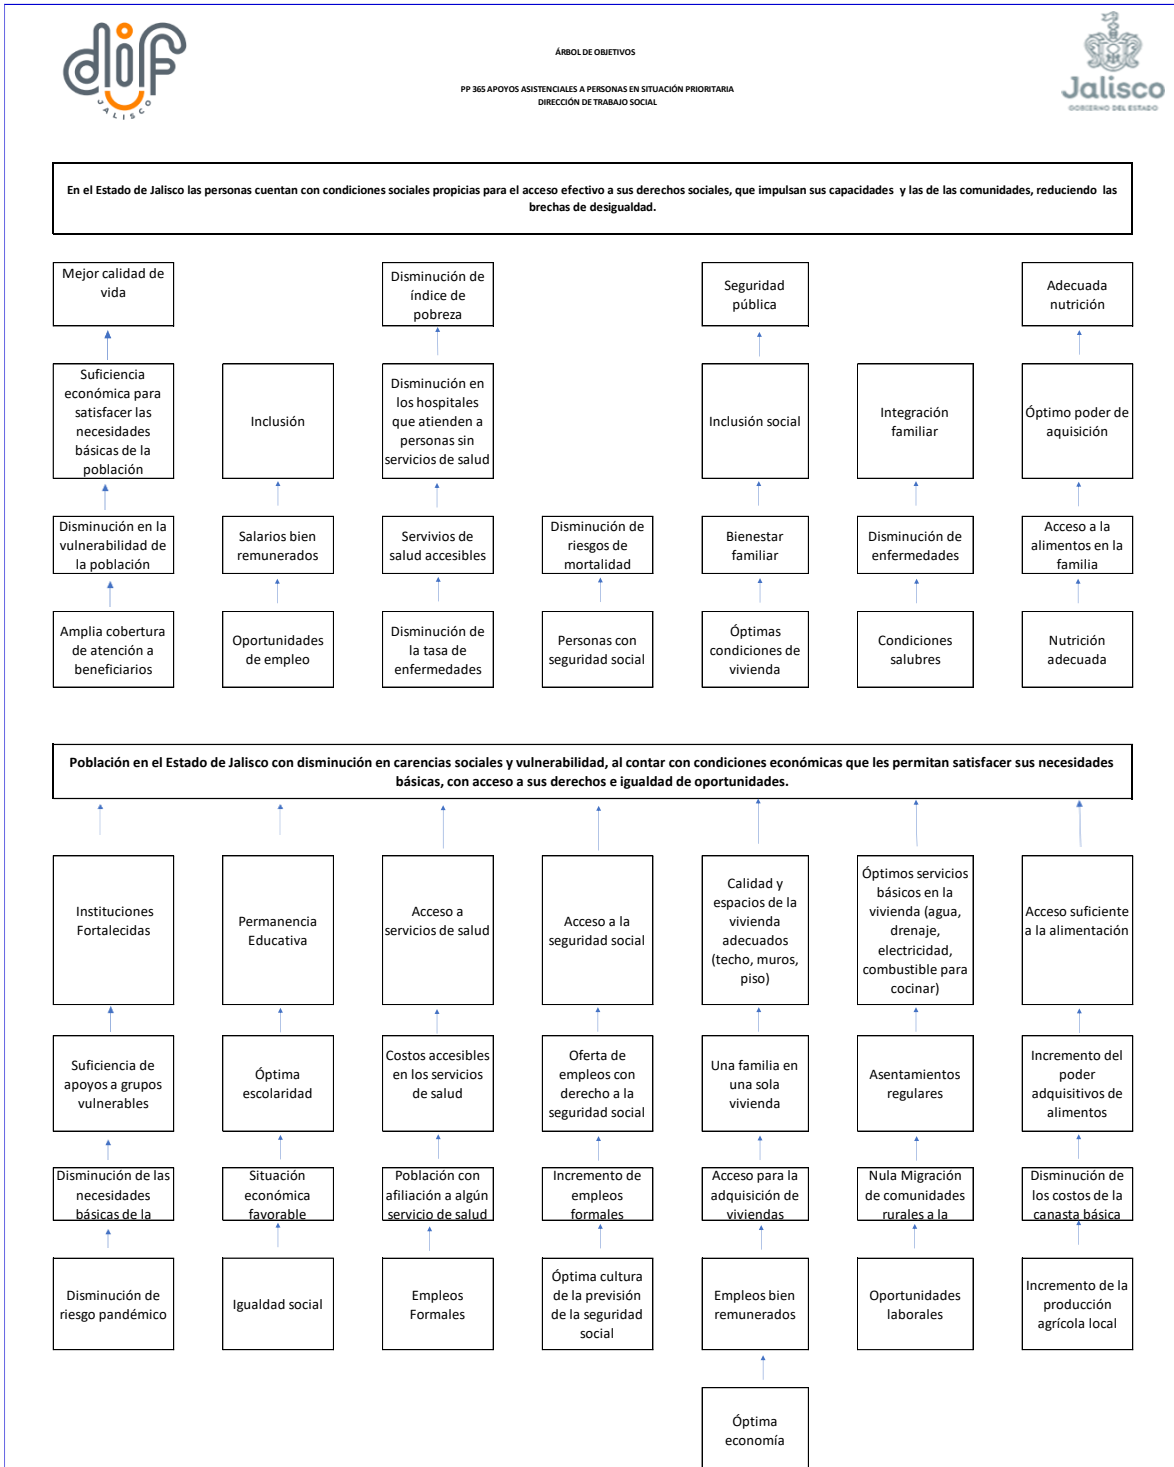 dif
JALISCO
ÁRBOL DE OBJETIVOS
PP 365 APOYOS ASISTENCIALES A PERSONAS EN SITUACIÓN PRIORITARIA
DIRECCIÓN DE TRABAJO SOCIAL
Jalisco
GOBIERNO DEL ESTADO
En el Estado de Jalisco las personas cuentan con condiciones sociales propicias para el acceso efectivo a sus derechos sociales, que impulsan sus capacidades y las de las comunidades, reduciendo las
brechas de desigualdad.
Mejor calidad de
vida
Disminución de
índice de
pobreza
Seguridad
pública
Adecuada
nutrición
Suficiencia
económica para
satisfacer las
necesidades
básicas de la
población
Inclusión
Disminución en
los hospitales
que atienden a
personas sin
servicios de salud
Inclusión social
Integración
familiar
Óptimo poder de
aquisición
Disminución en la
vulnerabilidad de
la población
Salarios bien
remunerados
Servivios de
salud accesibles
Disminución de
riesgos de
mortalidad
Bienestar
familiar
Disminución de
enfermedades
Acceso a la
alimentos en la
familia
Amplia cobertura
de atención a
beneficiarios
Oportunidades
de empleo
Disminución de
la tasa de
enfermedades
Personas con
seguridad social
Óptimas
condiciones de
vivienda
Condiciones
salubres
Nutrición
adecuada
Población en el Estado de Jalisco con disminución en carencias sociales y vulnerabilidad, al contar con condiciones económicas que les permitan satisfacer sus necesidades
básicas, con acceso a sus derechos e igualdad de oportunidades.
Instituciones
Fortalecidas
Permanencia
Educativa
Acceso a
servicios de salud
Acceso a la
seguridad social
Calidad y
espacios de la
vivienda
adecuados
(techo, muros,
piso)
Óptimos servicios
básicos en la
vivienda (agua,
drenaje,
electricidad,
combustible para
cocinar)
Acceso suficiente
a la alimentación
Suficiencia de
apoyos a grupos
vulnerables
Óptima
escolaridad
Costos accesibles
en los servicios
de salud
Oferta de
empleos con
derecho a la
seguridad social
Una familia en
una sola
vivienda
Asentamientos
regulares
Incremento del
poder
adquisitivos de
alimentos
Disminución de las
necesidades
básicas de la
Situación
económica
favorable
Población con
afiliación a algún
servicio de salud
Incremento de
empleos
formales
Acceso para la
adquisición de
viviendas
Nula Migración
de comunidades
rurales a la
Disminución de
los costos de la
canasta básica
Disminución de
riesgo pandémico
Igualdad social
Empleos
Formales
Óptima cultura
de la previsión
de la seguridad
social
Empleos bien
remunerados
Oportunidades
laborales
Incremento de la
producción
agrícola local
Óptima
economía